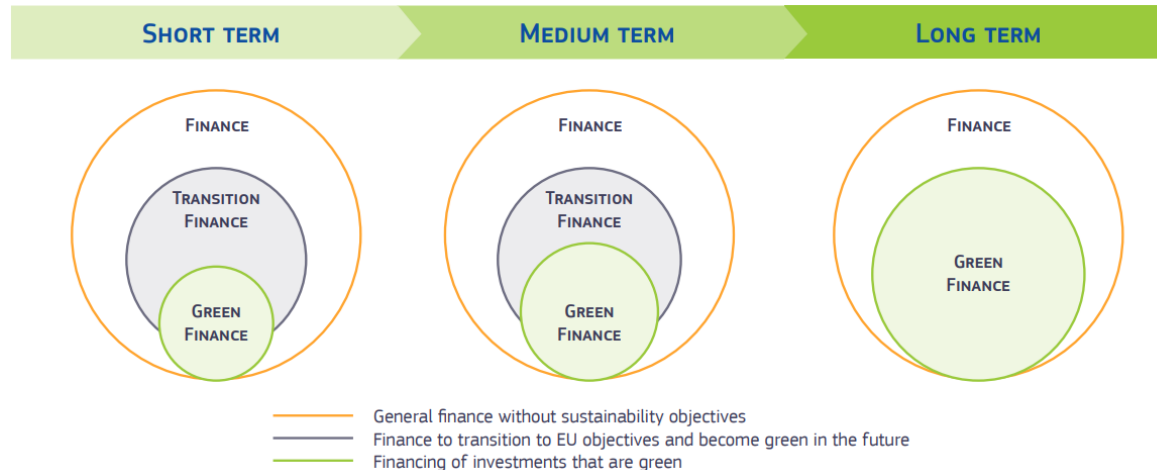 SHORT TERM
MEDIUM TERM
LONG TERM
FINANCE
TRANSITION
FINANCE
GREEN
FINANCE
FINANCE
TRANSITION
FINANCE
GREEN
FINANCE
FINANCE
GREEN
FINANCE
General finance without sustainability objectives
Finance to transition to EU objectives and become green in the future
Financing of investments that are green